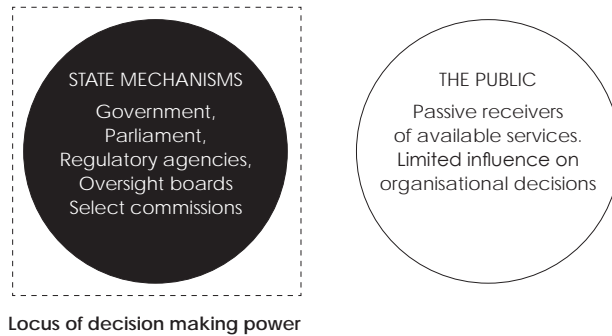 STATE MECHANISMS
Government,
Parliament,
Regulatory agencies,
Oversight boards
Select commissions
THE PUBLIC
Passive receivers
of available services.
Limited influence on
organisational decisions
Locus of decision making power